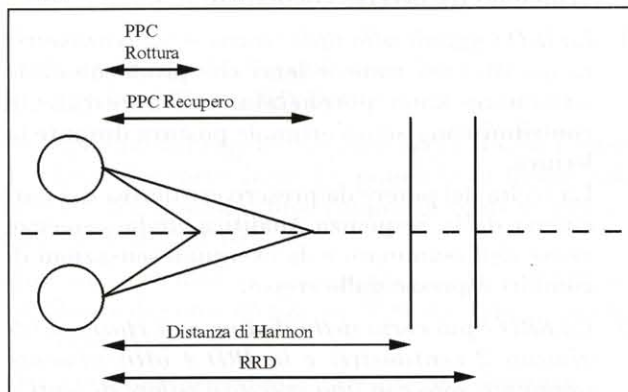 PPC
Rottura
PPC Recupero
Distanza di Harmon
RRD